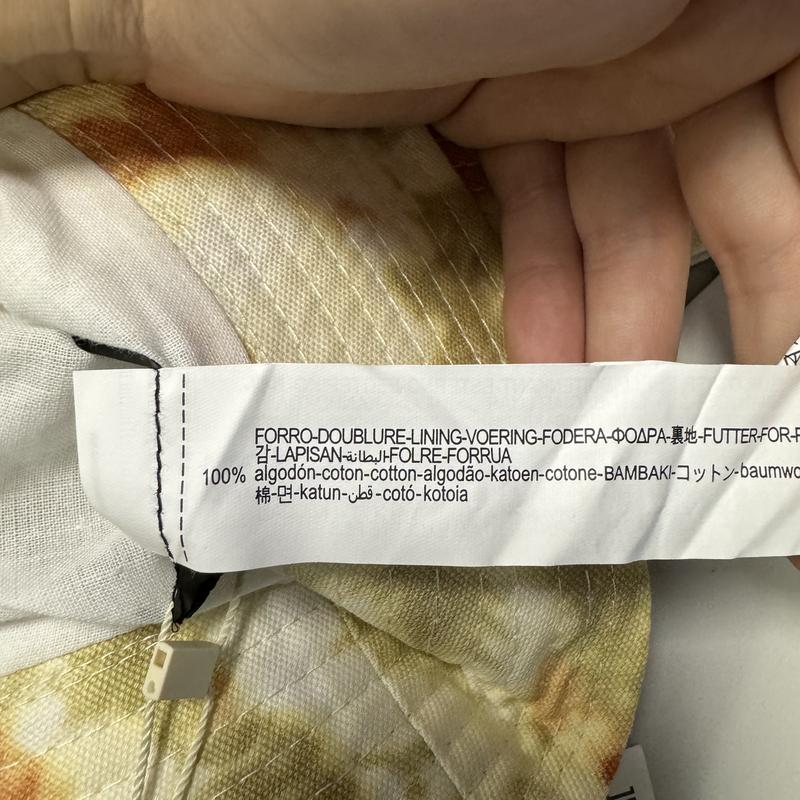 FORRO-DOUBLURE-LINING-VOERING-FODERA-ΦΟΔΡΑ-裏地-FUTTER-FOR-
감-LAPISAN-البطانة-FOLRE-FORRUA
100% algodón-coton-cotton-algodão-katoen-cotone-BAMBAKI-コットン-baumwo
棉-면-katun-قطن-cotó-kotoia